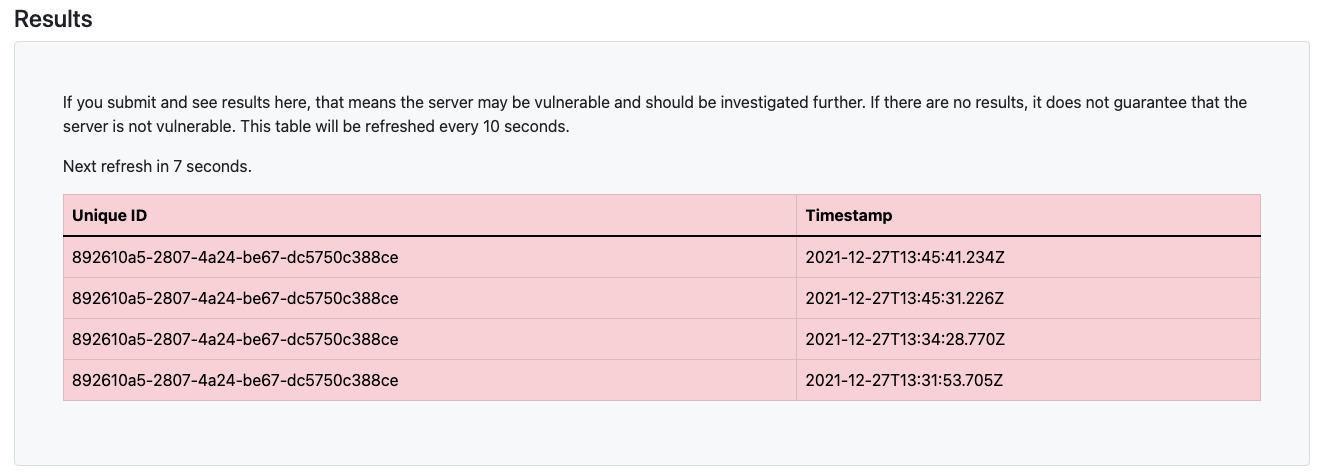 Results
If you submit and see results here, that means the server may be vulnerable and should be investigated further. If there are no results, it does not guarantee that the
server is not vulnerable. This table will be refreshed every 10 seconds.
Next refresh in 7 seconds.
Unique ID Timestamp
892610a5-2807-4a24-be67-dc5750c388ce 2021-12-27T13:45:41.234Z
892610a5-2807-4a24-be67-dc5750c388ce 2021-12-27T13:45:31.226Z
892610a5-2807-4a24-be67-dc5750c388ce 2021-12-27T13:34:28.770Z
892610a5-2807-4a24-be67-dc5750c388ce 2021-12-27T13:31:53.705Z